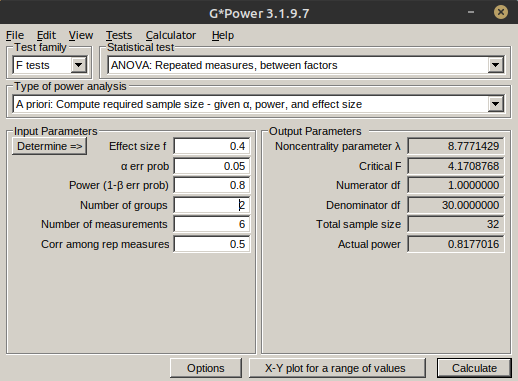 G*Power 3.1.9.7
File Edit View Tests Calculator Help
Test family
Statistical test
F tests
ANOVA: Repeated measures, between factors
Type of power analysis
A priori: Compute required sample size - given α, power, and effect size
Input Parameters
Output Parameters
Determine => Effect size f 0.4
Noncentrality parameter λ 8.7771429
α err prob 0.05
Critical F 4.1708768
Power (1-β err prob) 0.8
Numerator df 1.0000000
Number of groups 2
Denominator df 30.0000000
Number of measurements 6
Total sample size 32
Corr among rep measures 0.5
Actual power 0.8177016
Options
X-Y plot for a range of values
Calculate